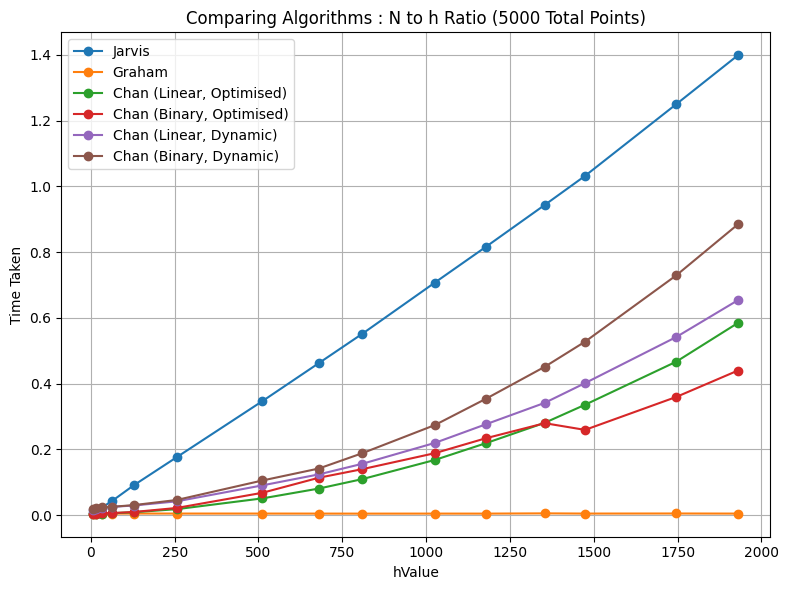 Comparing Algorithms : N to h Ratio (5000 Total Points)
Jarvis
Graham
Chan (Linear, Optimised)
Chan (Binary, Optimised)
Chan (Linear, Dynamic)
Chan (Binary, Dynamic)
Time Taken
1.4
1.2
1.0
0.8
0.6
0.4
0.2
0.0
0 250 500 750 1000 1250 1500 1750 2000
hValue